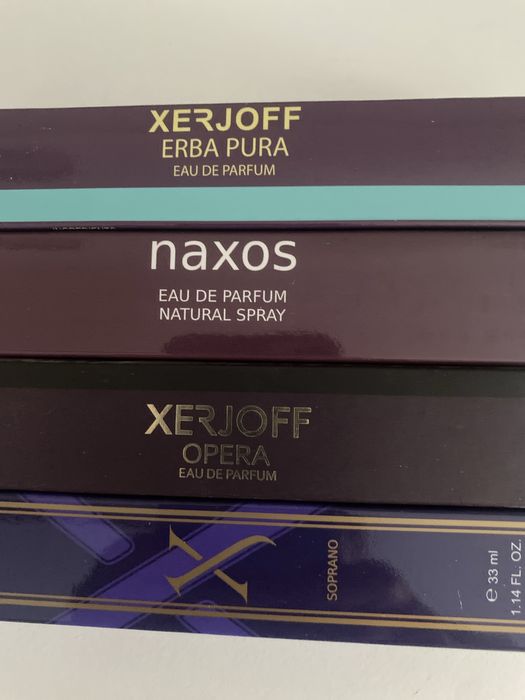 XERJOFF
ERBA PURA
EAU DE PARFUM
naxos
EAU DE PARFUM
NATURAL SPRAY
XERJOFF
OPERA
EAU DE PARFUM
SOPRANO
e 33 ml
1.14 FL. OZ.